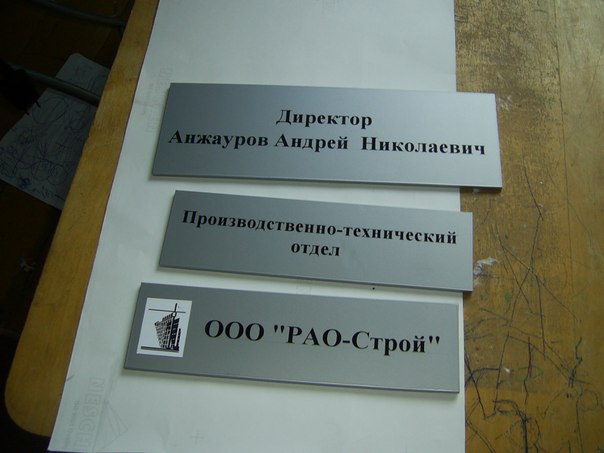 Директор
Анжауров Андрей Николаевич
Производственно-технический
отдел
ООО "РАО-Строй"